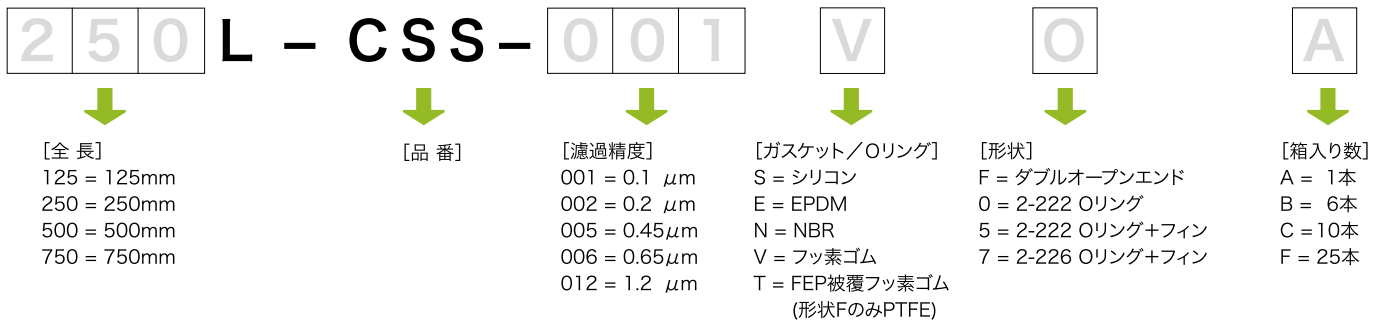 250L－CSS－001 V O A
［全 長］
125 = 125mm
250 = 250mm
500 = 500mm
750 = 750mm
［品 番］
［濾過精度］
001 = 0.1 μm
002 = 0.2 μm
005 = 0.45μm
006 = 0.65μm
012 = 1.2 μm
［ガスケット／Oリング］
S = シリコン
E = EPDM
N = NBR
V = フッ素ゴム
T = FEP被覆フッ素ゴム
(形状FのみPTFE)
［形状］
F = ダブルオープンエンド
0 = 2-222 Oリング
5 = 2-222 Oリング＋フィン
7 = 2-226 Oリング＋フィン
［箱入り数］
A = 1本
B = 6本
C =10本
F = 25本